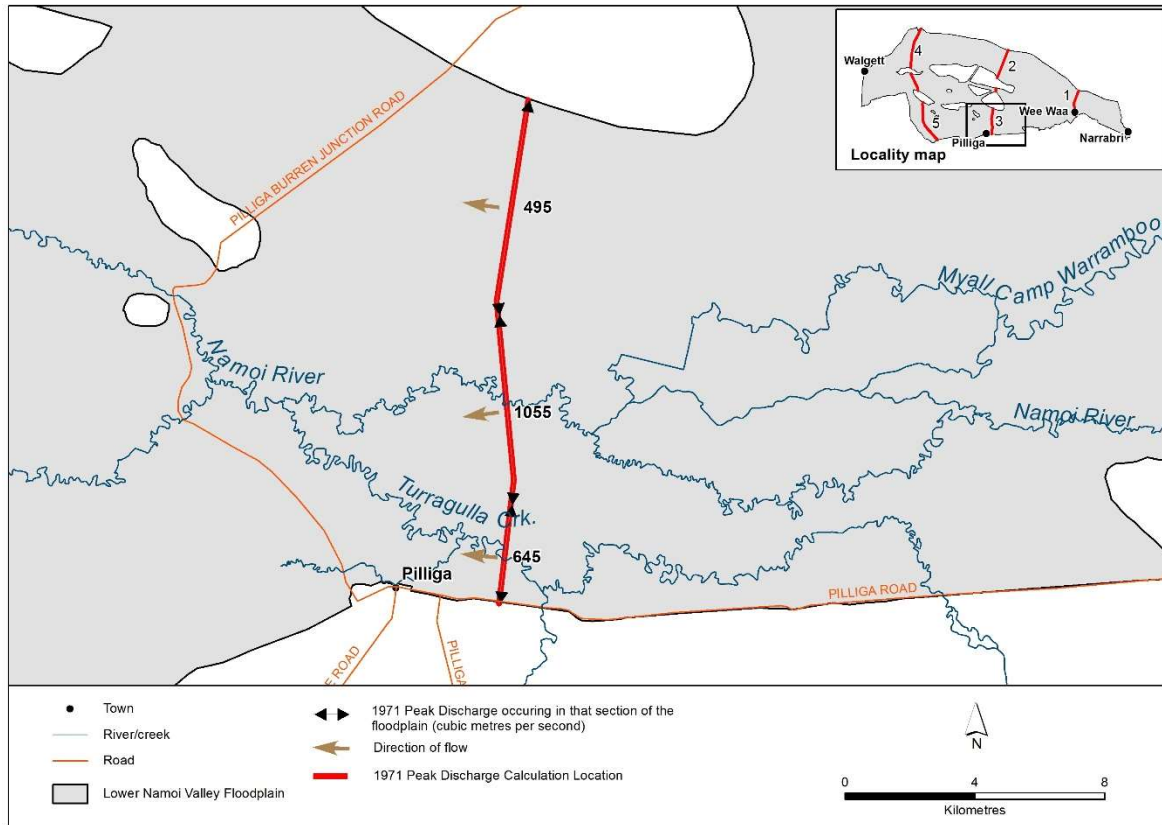 PILLIGA BURREN JUNCTION ROAD
4
2
Walgett
1
Wee Waa
5
3
Pilliga
Narrabri
Locality map
495
Myall Camp Warramboo
Namoi River
1055
Namoi River
Turragulla Crk.
645
Pilliga
PILLIGA ROAD
E ROAD
PILLIGA
Town
River/creek
Road
Lower Namoi Valley Floodplain
1971 Peak Discharge occuring in that section of the
floodplain (cubic metres per second)
Direction of flow
1971 Peak Discharge Calculation Location
N
0 4 8
Kilometres